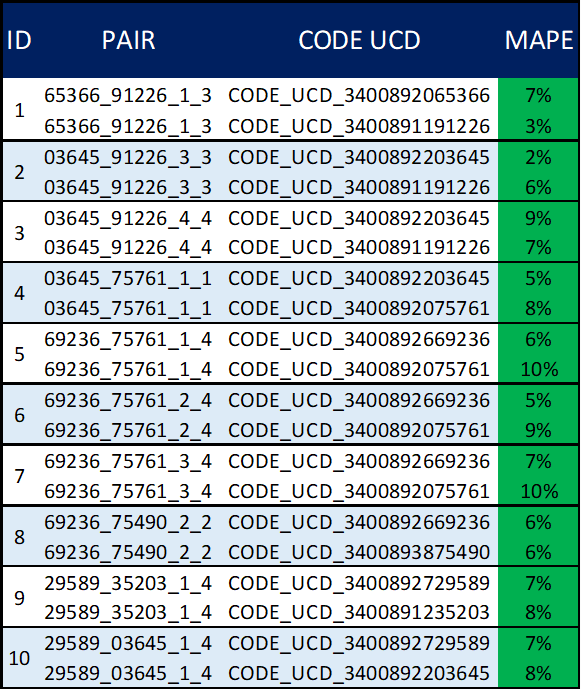 ID PAIR CODE UCD MAPE
1 65366_91226_1_3 CODE_UCD_3400892065366 7%
65366_91226_1_3 CODE_UCD_3400891191226 3%
2 03645_91226_3_3 CODE_UCD_3400892203645 2%
03645_91226_3_3 CODE_UCD_3400891191226 6%
3 03645_91226_4_4 CODE_UCD_3400892203645 9%
03645_91226_4_4 CODE_UCD_3400891191226 7%
4 03645_75761_1_1 CODE_UCD_3400892203645 5%
03645_75761_1_1 CODE_UCD_3400892075761 8%
5 69236_75761_1_4 CODE_UCD_3400892669236 6%
69236_75761_1_4 CODE_UCD_3400892075761 10%
6 69236_75761_2_4 CODE_UCD_3400892669236 5%
69236_75761_2_4 CODE_UCD_3400892075761 9%
7 69236_75761_3_4 CODE_UCD_3400892669236 7%
69236_75761_3_4 CODE_UCD_3400892075761 10%
8 69236_75490_2_2 CODE_UCD_3400892669236 6%
69236_75490_2_2 CODE_UCD_3400893875490 6%
9 29589_35203_1_4 CODE_UCD_3400892729589 7%
29589_35203_1_4 CODE_UCD_3400891235203 8%
10 29589_03645_1_4 CODE_UCD_3400892729589 7%
29589_03645_1_4 CODE_UCD_3400892203645 8%